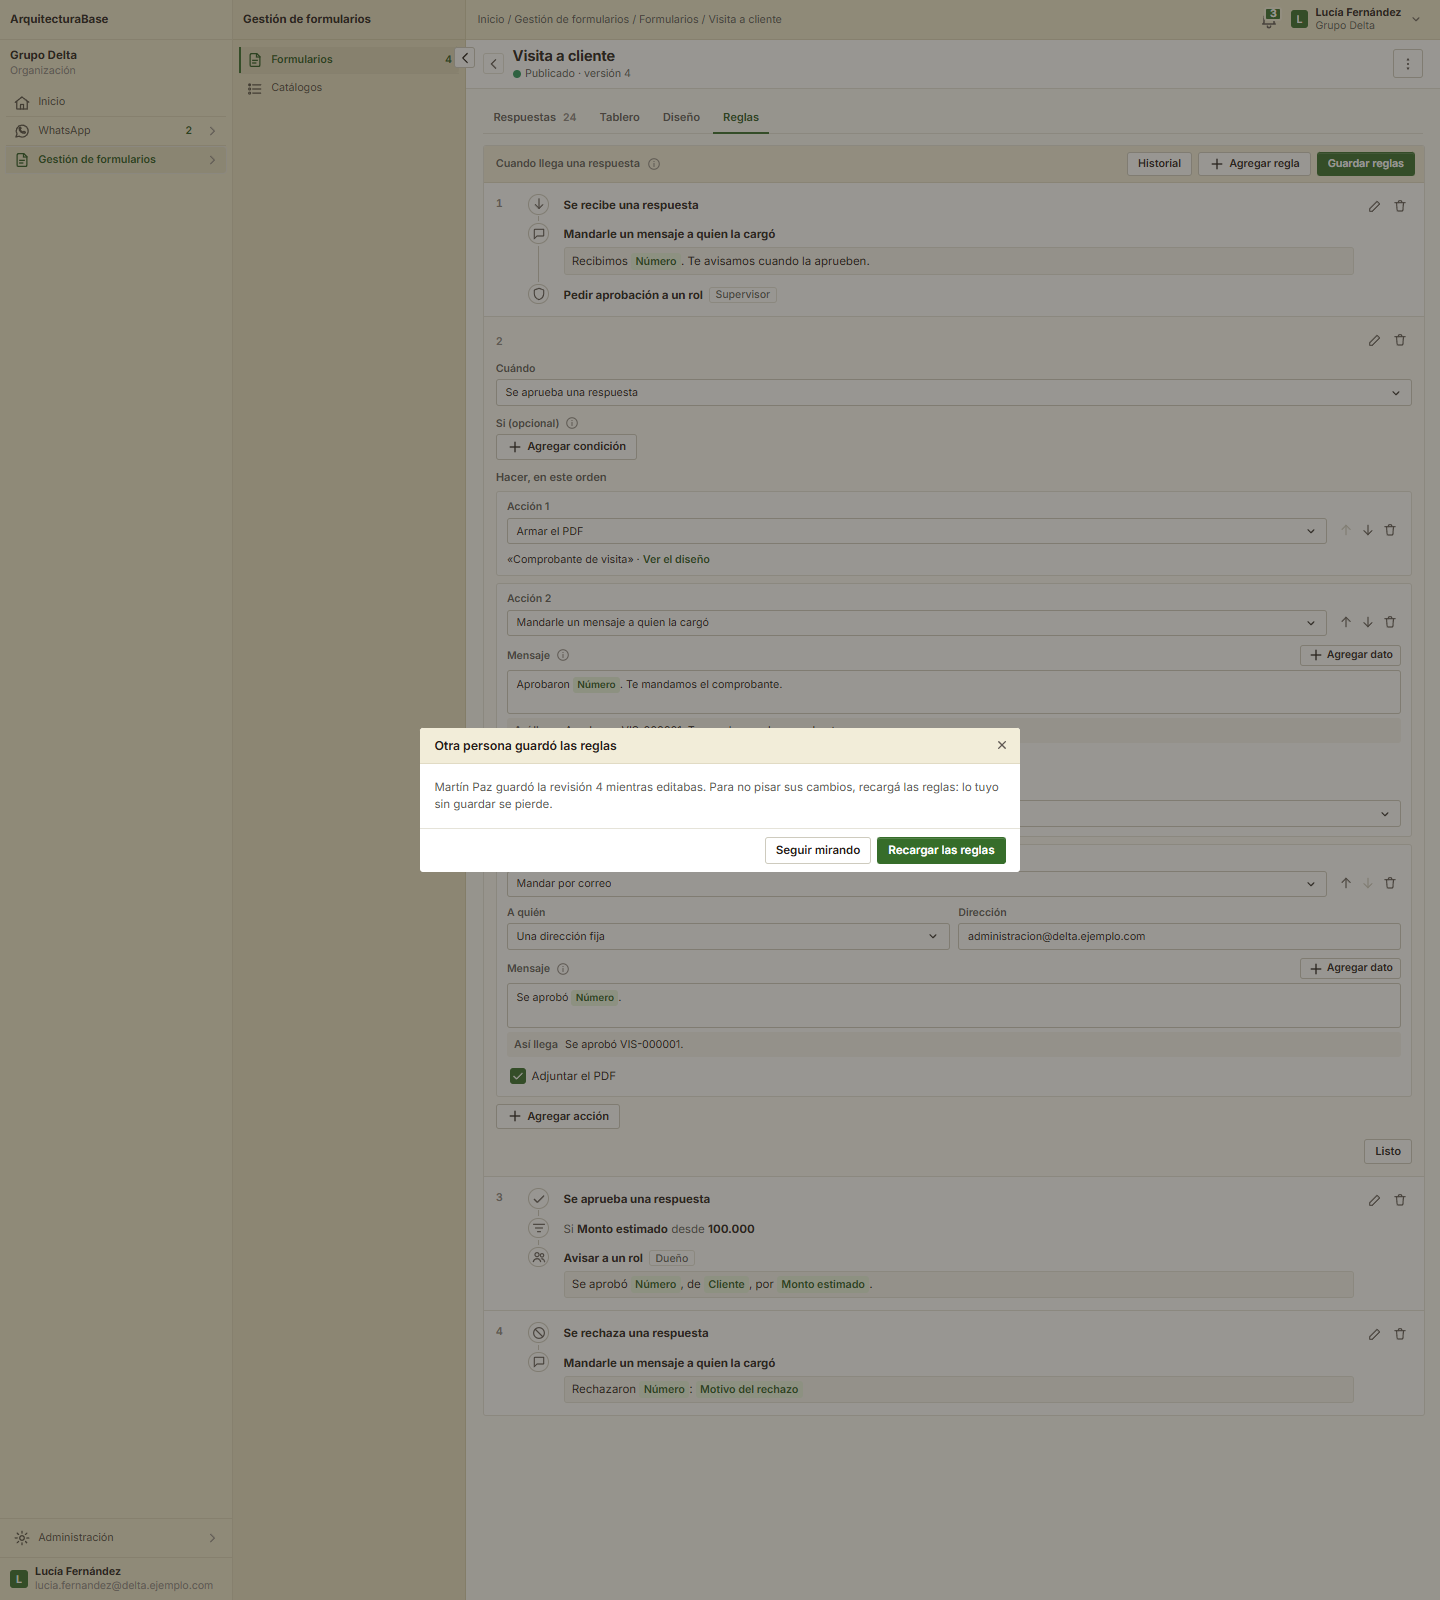 ArquitecturaBase
Grupo Delta
Organización
Inicio
WhatsApp 2
Gestión de formularios
Administración
L Lucía Fernández
lucia.fernandez@delta.ejemplo.com
Gestión de formularios
Formularios 4
Catálogos
Inicio / Gestión de formularios / Formularios / Visita a cliente
3
L Lucía Fernández
Grupo Delta
Visita a cliente
Publicado · versión 4
Respuestas 24 Tablero Diseño Reglas
Cuando llega una respuesta Historial Agregar regla Guardar reglas
1 Se recibe una respuesta
Mandarle un mensaje a quien la cargó
Recibimos Número. Te avisamos cuando la aprueben.
Pedir aprobación a un rol Supervisor
2
Cuándo
Se aprueba una respuesta
Si (opcional)
Agregar condición
Hacer, en este orden
Acción 1
Armar el PDF
«Comprobante de visita» · Ver el diseño
Acción 2
Mandarle un mensaje a quien la cargó
Mensaje Agregar dato
Aprobaron Número. Te mandamos el comprobante.
Otra persona guardó las reglas
Martín Paz guardó la revisión 4 mientras editabas. Para no pisar sus cambios, recargá las reglas: lo tuyo
sin guardar se pierde.
Seguir mirando Recargar las reglas
Mandar por correo
A quién Dirección
Una dirección fija administracion@delta.ejemplo.com
Mensaje Agregar dato
Se aprobó Número.
Así llega Se aprobó VIS-000001.
Adjuntar el PDF
Agregar acción
Listo
3 Se aprueba una respuesta
Si Monto estimado desde 100.000
Avisar a un rol Dueño
Se aprobó Número, de Cliente, por Monto estimado.
4 Se rechaza una respuesta
Mandarle un mensaje a quien la cargó
Rechazaron Número: Motivo del rechazo